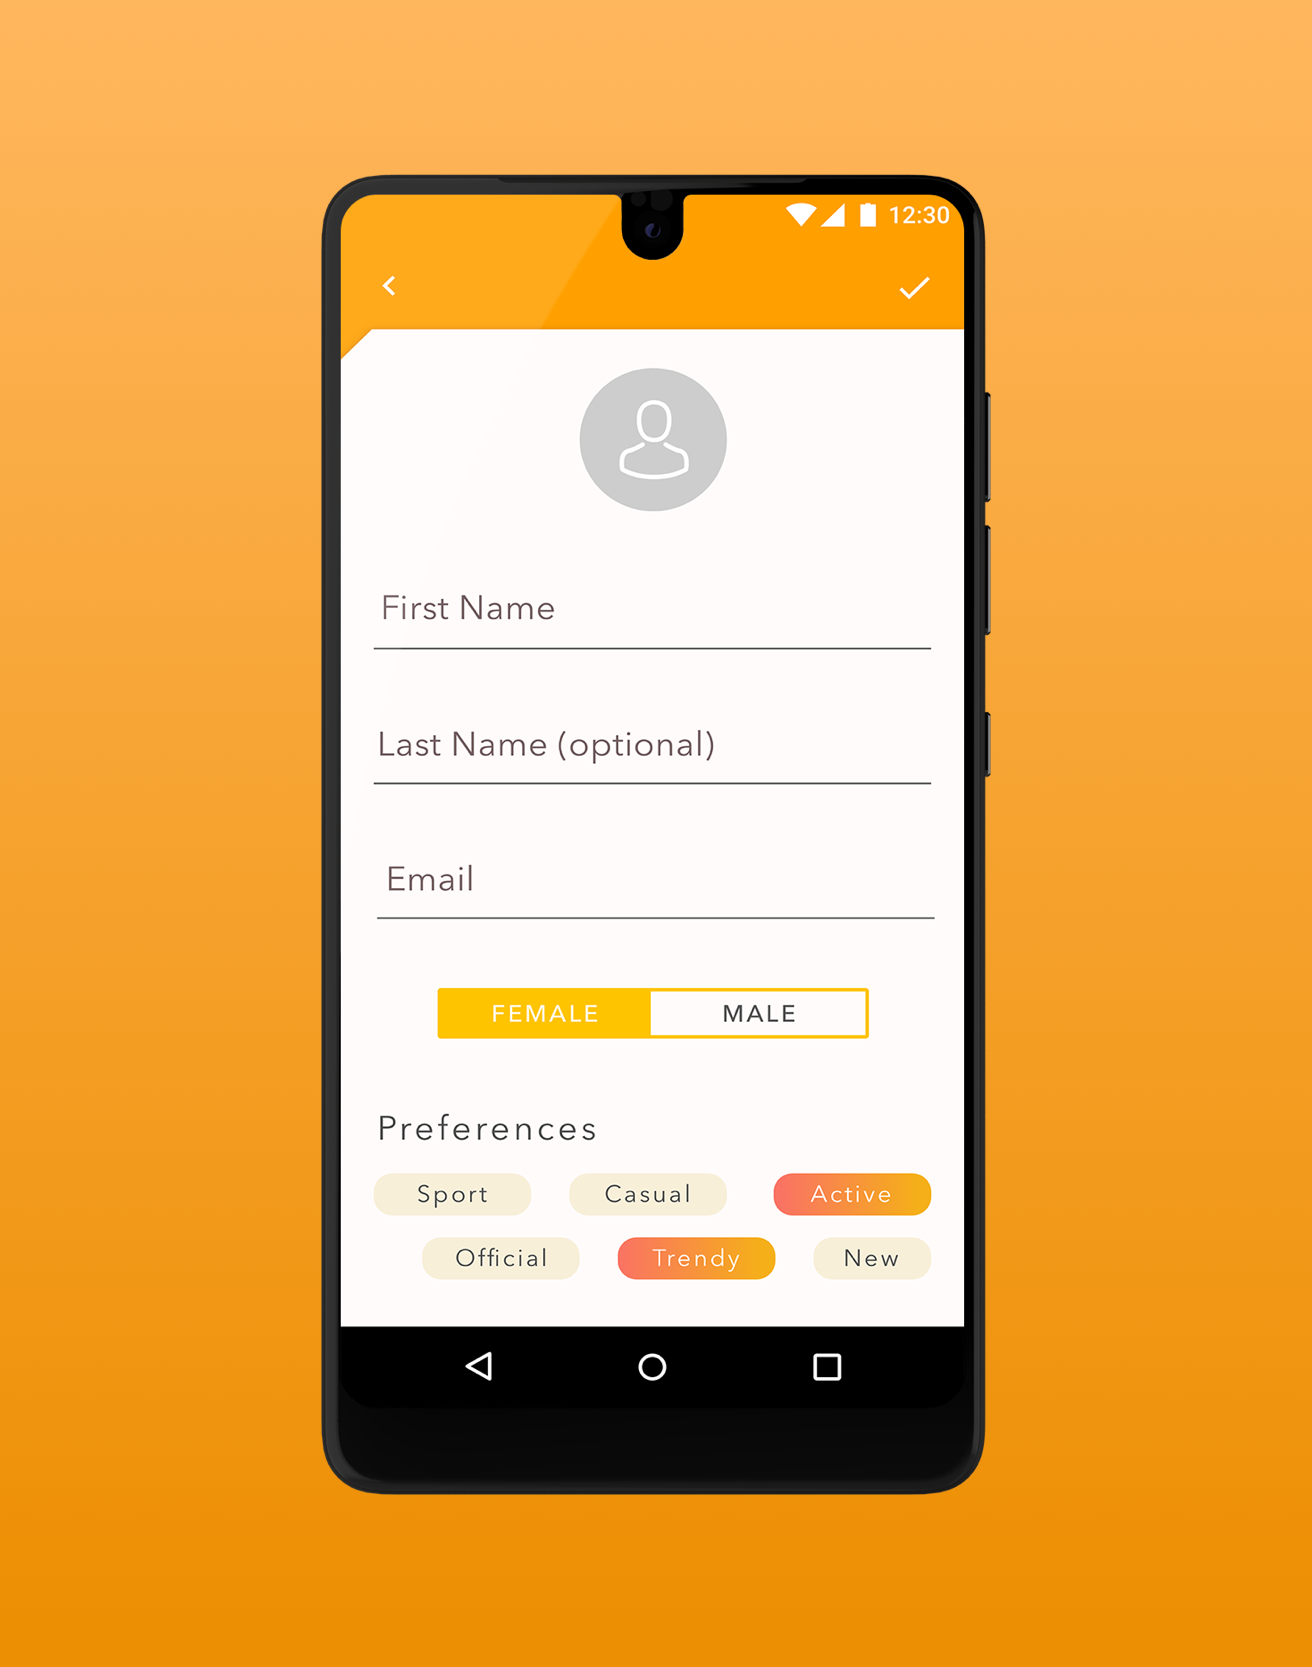 12:30
First Name
Last Name (optional)
Email
FEMALE MALE
Preferences
Sport Casual Active
Official Trendy New